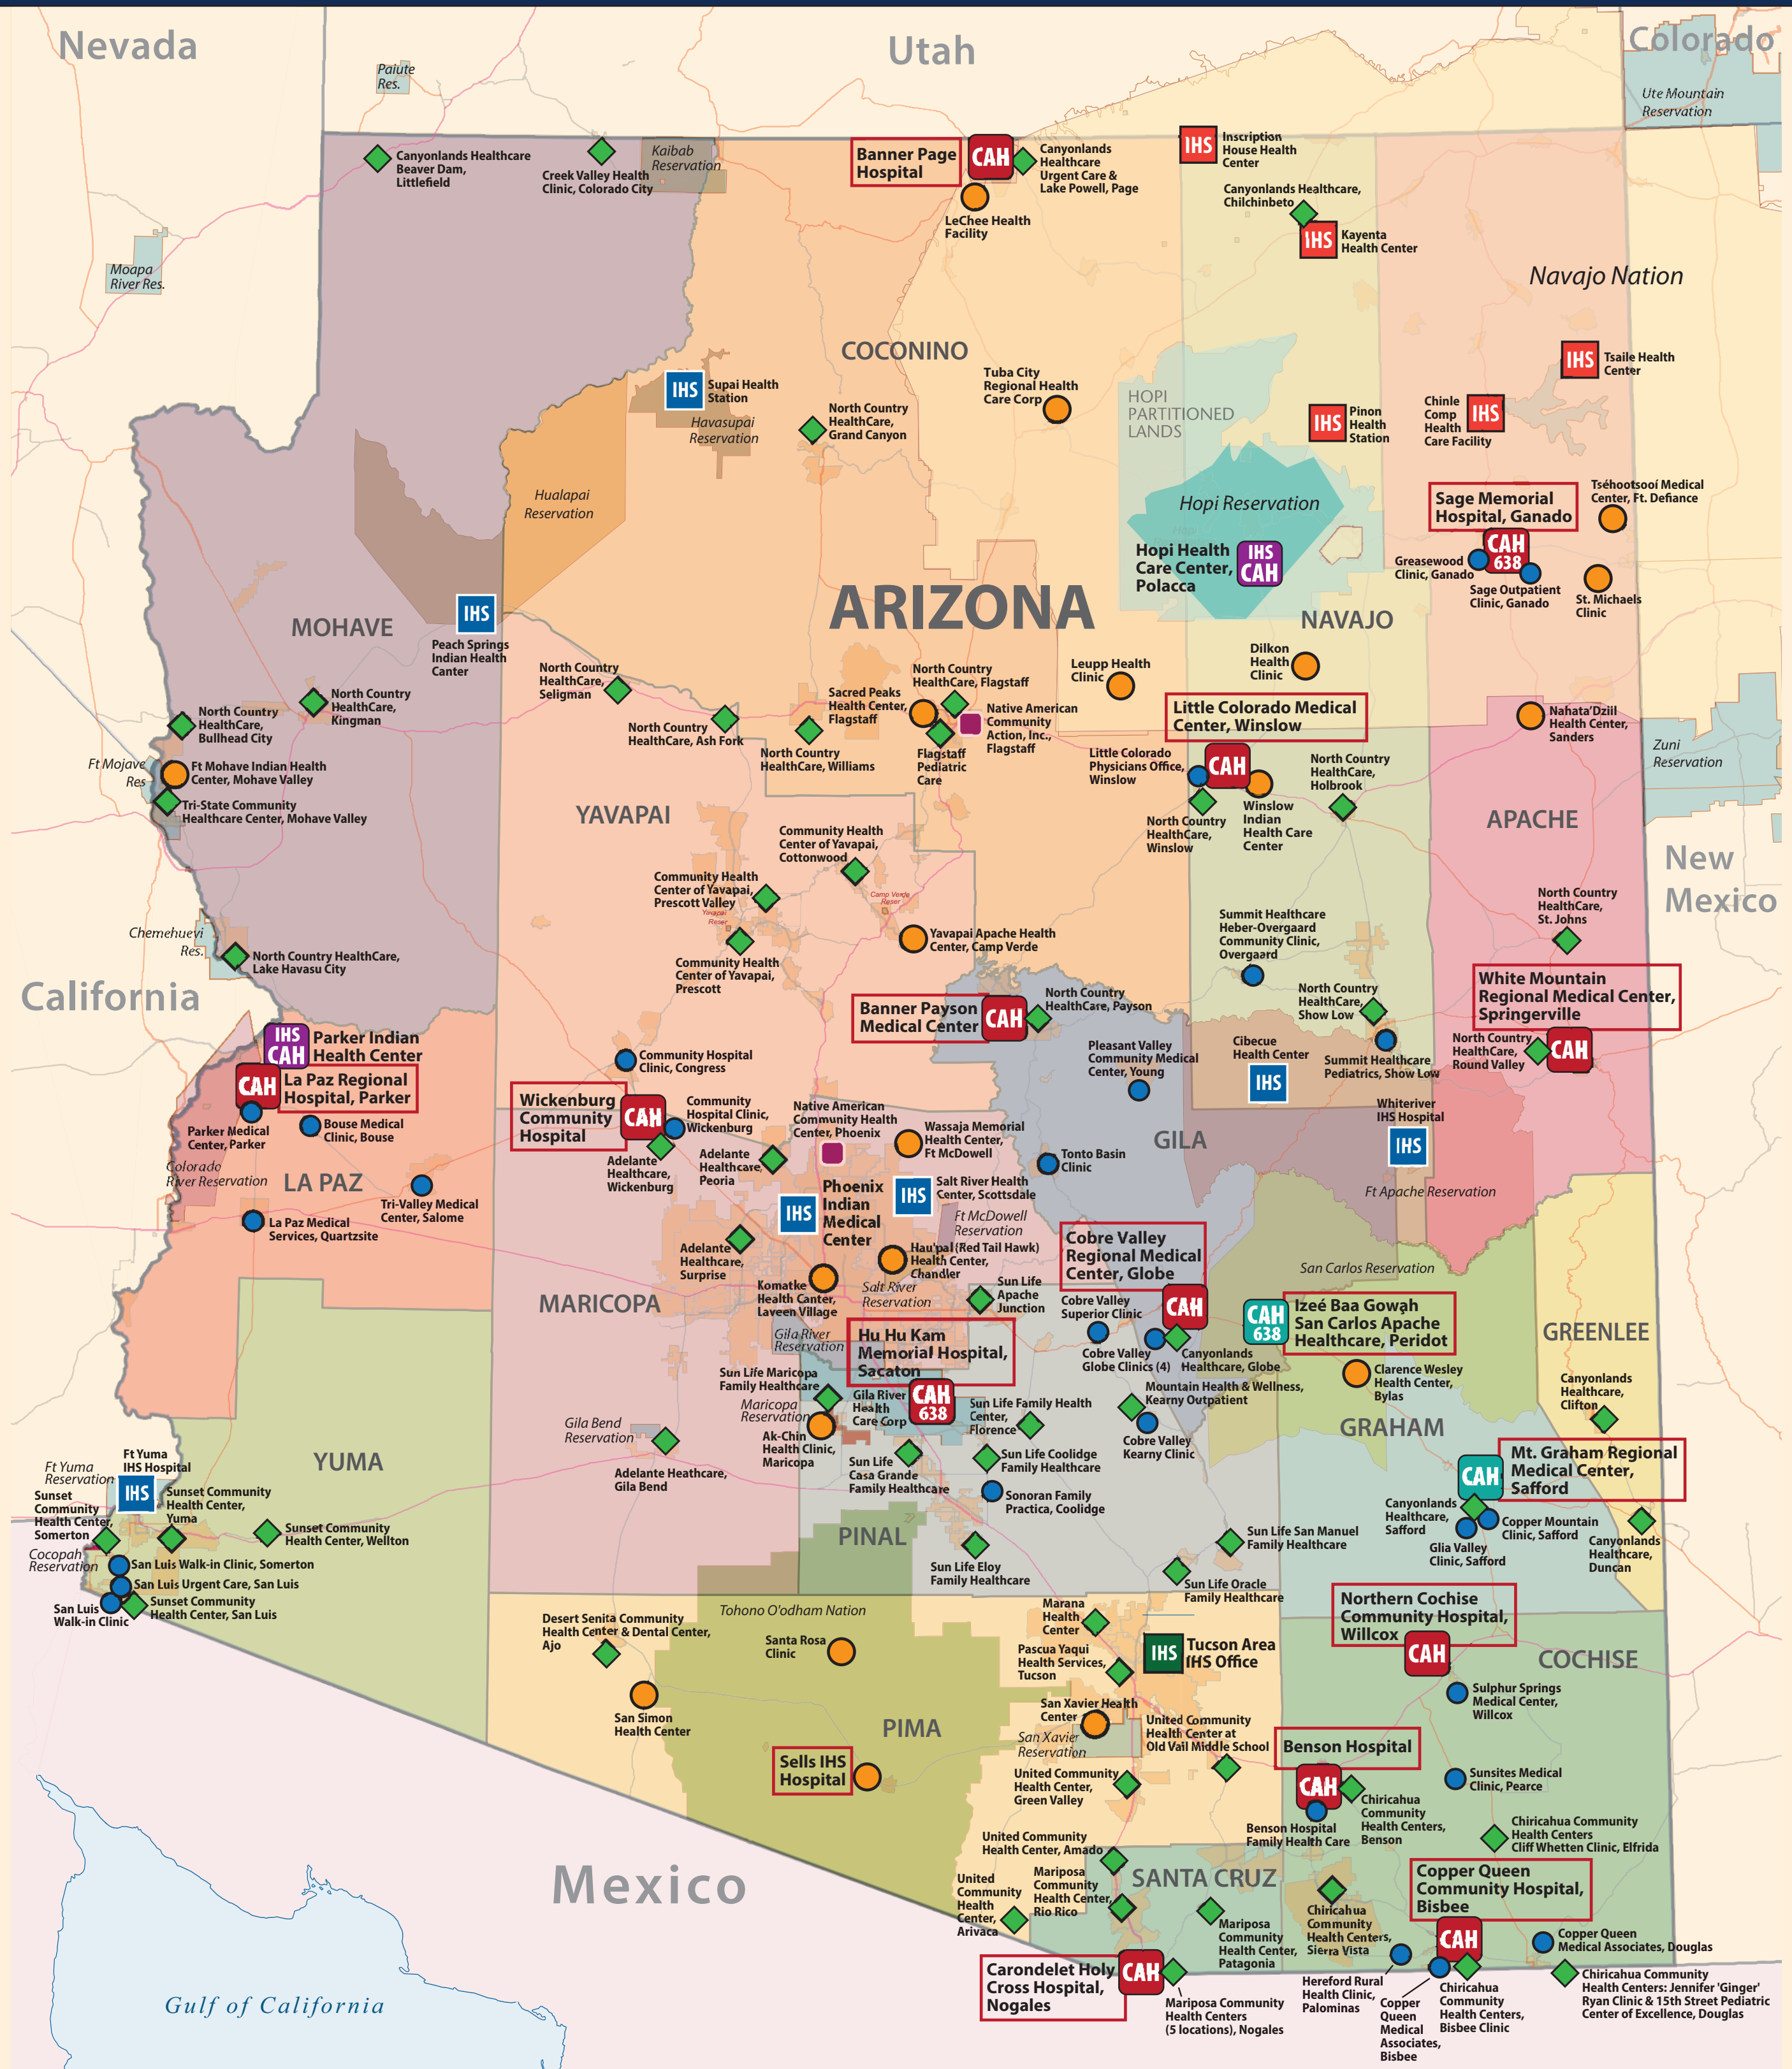 Nevada
Utah
Colorado
Paiute
Res.
Ute Mountain
Reservation
Moapa
River Res.
Canyonlands Healthcare
Beaver Dam,
Littlefield
Creek Valley Health
Clinic, Colorado City
Kaibab
Reservation
Banner Page
Hospital
CAH
Canyonlands
Healthcare
Urgent Care &
Lake Powell, Page
LeChee Health
Facility
IHS
Inscription
House Health
Center
Canyonlands Healthcare,
Chilchinbeto
IHS
Kayenta
Health Center
Navajo Nation
COCONINO
IHS
Supai Health
Station
Havasupai
Reservation
North Country
HealthCare,
Grand Canyon
Tuba City
Regional Health
Care Corp
HOPI
PARTITIONED
LANDS
IHS
Pinon
Health
Station
Chinle
Comp
Health
Care Facility
IHS
IHS
Tsaile Health
Center
Hualapai
Reservation
Hopi Reservation
Hopi Health
Care Center,
Polacca
IHS
CAH
Sage Memorial
Hospital, Ganado
CAH
638
Tséhootsooí Medical
Center, Ft. Defiance
Greasewood
Clinic, Ganado
Sage Outpatient
Clinic, Ganado
St. Michaels
Clinic
ARIZONA
NAVAJO
MOHAVE
IHS
Peach Springs
Indian Health
Canter
North Country
HealthCare,
Seligman
North Country
HealthCare,
Kingman
North Country
HealthCare,
Bullhead City
Ft Mojave
Res
Ft Mohave Indian Health
Center, Mohave Valley
Tri-State Community
Healthcare Center, Mohave Valley
North Country
HealthCare, Ash Fork
North Country
HealthCare, Williams
Sacred Peaks
Health Center,
Flagstaff
North Country
HealthCare, Flagstaff
Native American
Community
Action, Inc.,
Flagstaff
Flagstaff
Pediatric
Care
Leupp Health
Clinic
Dilkon
Health
Clinic
Little Colorado Medical
Center, Winslow
CAH
Little Colorado
Physicians Office,
Winslow
North Country
HealthCare,
Winslow
Winslow
Indian
Health Care
Center
North Country
HealthCare,
Holbrook
Nahata'Dziil
Health Center,
Sanders
Zuni
Reservation
APACHE
New
Mexico
YAVAPAI
Community Health
Center of Yavapai,
Cottonwood
Community Health
Center of Yavapai,
Prescott Valley
Yavapai
Reser
Camp Verde
Reser
Community Health
Center of Yavapai,
Prescott
Yavapai Apache Health
Center, Camp Verde
Summit Healthcare
Heber-Overgaard
Community Clinic,
Overgaard
North Country
HealthCare,
St. Johns
Chemehuevi
Res.
North Country HealthCare,
Lake Havasu City
California
White Mountain
Regional Medical Center,
Springerville
CAH
North Country
HealthCare,
Round Valley
North Country
HealthCare,
Show Low
Summit Healthcare
Pediatrics, Show Low
Banner Payson
Medical Center
CAH
North Country
HealthCare, Payson
Pleasant Valley
Community Medical
Center, Young
Cibecue
Health Center
IHS
Whiteriver
IHS Hospital
IHS
IHS
CAH
Parker Indian
Health Center
CAH
La Paz Regional
Hospital, Parker
Parker Medical
Center, Parker
Bouse Medical
Clinic, Bouse
Colorado
River Reservation
LA PAZ
Tri-Valley Medical
Center, Salome
La Paz Medical
Services, Quartzsite
Community Hospital
Clinic, Congress
Wickenburg
Community
Hospital
CAH
Community
Hospital Clinic,
Wickenburg
Adelante
Healthcare,
Wickenburg
Adelante
Healthcare,
Peoria
Native American
Community Health
Center, Phoenix
Wassaja Memorial
Health Center,
Ft McDowell
IHS
Phoenix
Indian
Medical
Center
IHS
Salt River Health
Center, Scottsdale
Ft McDowell
Reservation
Tonto Basin
Clinic
GILA
Ft Apache Reservation
Adelante
Healthcare,
Surprise
Hau'pal (Red Tail Hawk)
Health Center,
Chandler
Komatke
Health Canter,
Laveen Village
Salt River
Reservation
Sun Life
Apache
Junction
MARICOPA
Cobre Valley
Regional Medical
Center, Globe
CAH
Cobre Valley
Superior Clinic
Cobre Valley
Globe Clinics (4)
Canyonlands
Healthcare, Globe
San Carlos Reservation
CAH
638
Izeé Baa Gowąh
San Carlos Apache
Healthcare, Peridot
Clarence Wesley
Health Center,
Bylas
GREENLEE
Canyonlands
Healthcare,
Clifton
Gila River
Reservation
Hu Hu Kam
Memorial Hospital,
Sacaton
CAH
638
Sun Life Maricopa
Family Healthcare
Maricopa
Reservation
Gila River
Health
Care Corp
Ak-Chin
Health Clinic,
Maricopa
Mountain Health & Wellness,
Kearny Outpatient
Cobre Valley
Kearny Clinic
Sun Life Family Health
Center,
Florence
Sun Life Coolidge
Family Healthcare
Sun Life
Casa Grande
Family Healthcare
Sonoran Family
Practica, Coolidge
Gila Bend
Reservation
Adelante Heathcare,
Gila Bend
GRAHAM
CAH
Mt. Graham Regional
Medical Center,
Safford
Canyonlands
Healthcare,
Safford
Copper Mountain
Clinic, Safford
Glia Valley
Clinic, Safford
Canyonlands
Healthcare,
Duncan
YUMA
Ft Yuma
IHS Hospital
Ft Yuma
Reservation
IHS
Sunset
Community
Health Center,
Somerton
Sunset Community
Health Center,
Yuma
Sunset Community
Health Center, Wellton
Cocopah
Reservation
San Luis Walk-in Clinic, Somerton
San Luis Urgent Care, San Luis
San Luis
Walk-in Clinic
Sunset Community
Health Center, San Luis
PINAL
Sun Life Eloy
Family Healthcare
Sun Life San Manuel
Family Healthcare
Sun Life Oracle
Family Healthcare
Desert Senita Community
Health Center & Dental Center,
Ajo
Tohono O'odham Nation
Santa Rosa
Clinic
San Simon
Health Center
Marana
Health
Center
Pascua Yaqui
Health Services,
Tucson
IHS
Tucson Area
IHS Office
San Xavier Health
Center
San Xavier
Reservation
United Community
Health Center at
Old Vail Middle School
PIMA
Sells IHS
Hospital
United Community
Health Center,
Green Valley
Northern Cochise
Community Hospital,
Willcox
CAH
COCHISE
Sulphur Springs
Medical Center,
Willcox
Benson Hospital
CAH
Benson Hospital
Family Health Care
Chiricahua
Community
Health Centers,
Benson
Sunsites Medical
Clinic, Pearce
Chiricahua Community
Health Centers
Cliff Whetten Clinic, Elfrida
United Community
Health Center, Amado
United
Community
Health
Center,
Arivaca
Mariposa
Community
Health Center,
Rio Rico
SANTA CRUZ
Mariposa
Community
Health Center,
Patagonia
Chiricahua
Community
Health Centers,
Sierra Vista
Copper Queen
Community Hospital,
Bisbee
CAH
Copper Queen
Medical Associates, Douglas
Hereford Rural
Health Clinic,
Palominas
Copper
Queen
Medical
Associates,
Bisbee
Chiricahua
Community
Health Centers,
Bisbee Clinic
Chiricahua Community
Health Centers: Jennifer 'Ginger'
Ryan Clinic & 15th Street Pediatric
Center of Excellence, Douglas
Carondelet Holy
Cross Hospital,
Nogales
CAH
Mariposa Community
Health Centers
(5 locations), Nogales
Mexico
Gulf of California